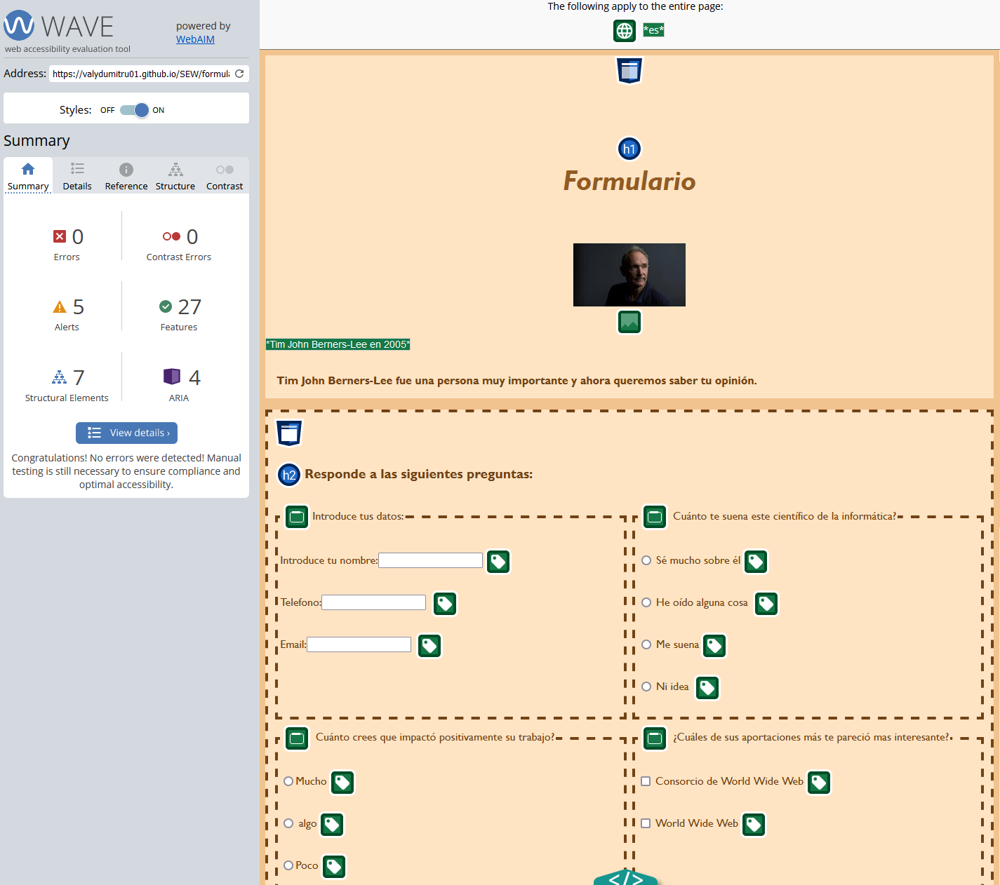 WAVE
powered by
WebAIM
web accessibility evaluation tool
Address: https://valydumitru01.github.io/SEW/formula
Styles: OFF ON
Summary
Summary Details Reference Structure Contrast
0 0
Errors Contrast Errors
5 27
Alerts Features
7 4
Structural Elements ARIA
View details ›
Congratulations! No errors were detected! Manual
testing is still necessary to ensure compliance and
optimal accessibility.
The following apply to the entire page:
*es*
h1
Formulario
*Tim John Berners-Lee en 2005*
Tim John Berners-Lee fue una persona muy importante y ahora queremos saber tu opinión.
h2 Responde a las siguientes preguntas:
Introduce tus datos:
Introduce tu nombre:
Telefono:
Email:
Cuánto te suena este científico de la informática?
Sé mucho sobre él
He oído alguna cosa
Me suena
Ni idea
Cuánto crees que impactó positivamente su trabajo?
Mucho
algo
Poco
¿Cuáles de sus aportaciones más te pareció mas interesante?
Consorcio de World Wide Web
World Wide Web
</>